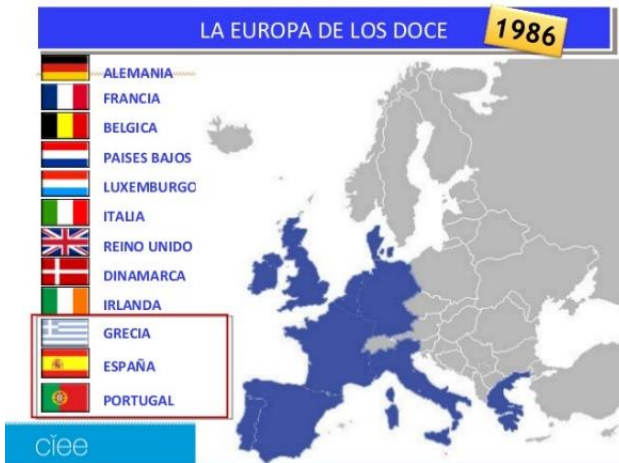 LA EUROPA DE LOS DOCE 1986
ALEMANIA
FRANCIA
BELGICA
PAISES BAJOS
LUXEMBURGO
ITALIA
REINO UNIDO
DINAMARCA
IRLANDA
GRECIA
ESPAÑA
PORTUGAL
cĭee